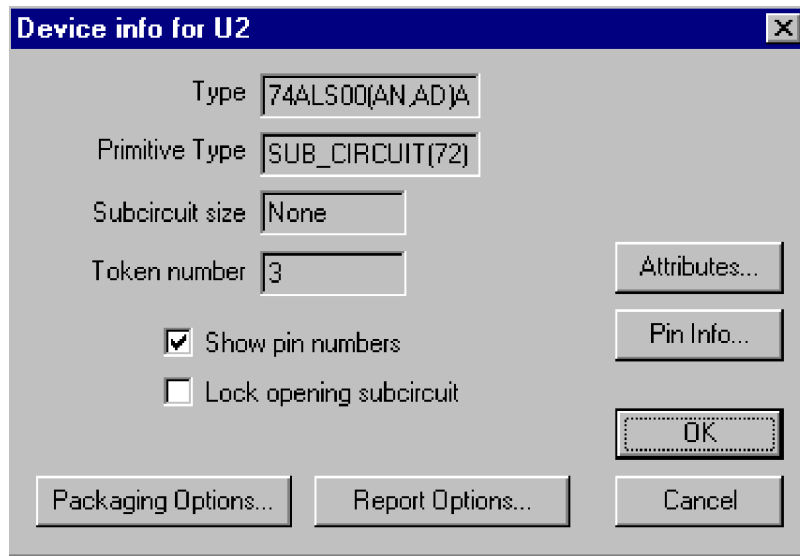 Device info for U2
Type 74ALS00(AN,AD)A
Primitive Type SUB_CIRCUIT(72)
Subcircuit size None
Token number 3
Attributes...
Show pin numbers
Pin Info...
Lock opening subcircuit
OK
Packaging Options... Report Options... Cancel